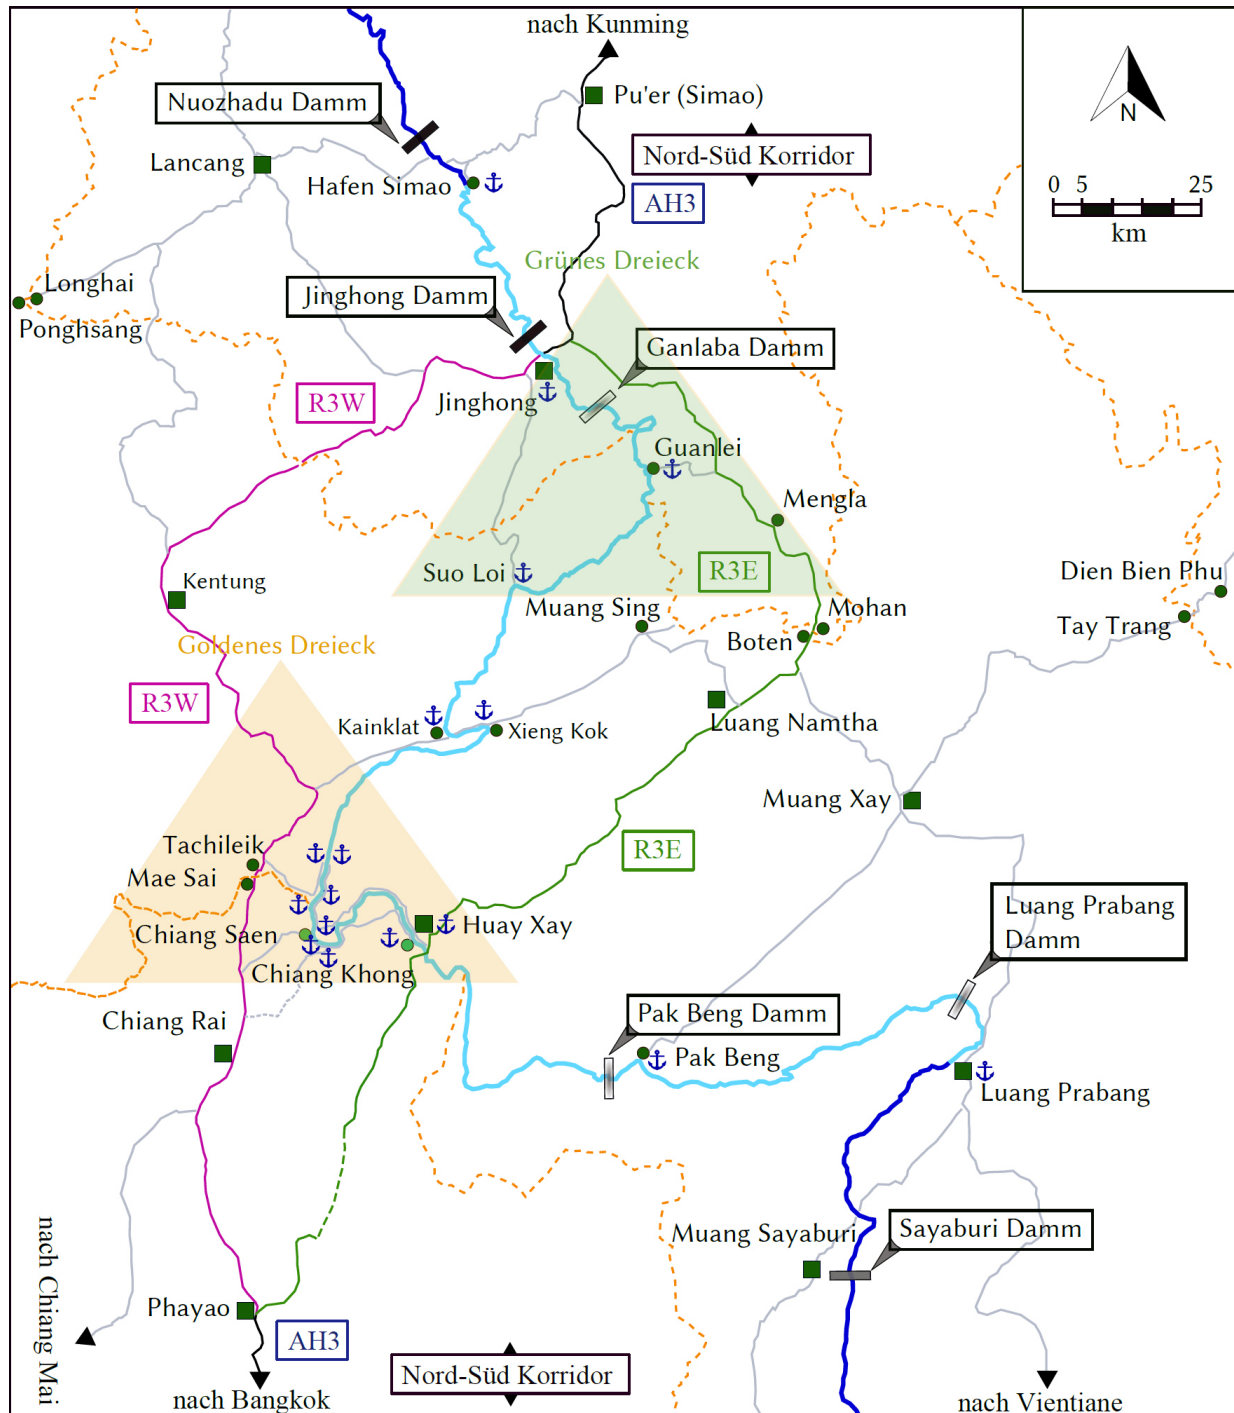 nach Kunming
Nuozhadu Damm
Pu'er (Simao)
N
Lancang
Nord-Süd Korridor
Hafen Simao
AH3
0 5 25
km
Grünes Dreieck
Longhai
Jinghong Damm
Ponghsang
Ganlaba Damm
R3W
Jinghong
Guanlei
Mengla
Suo Loi
R3E
Dien Bien Phu
Kentung
Muang Sing
Mohan
Tay Trang
Boten
Goldenes Dreieck
R3W
Luang Namtha
Kainklat
Xieng Kok
Muang Xay
Tachileik
R3E
Mae Sai
Luang Prabang
Damm
Chiang Saen
Huay Xay
Chiang Khong
Chiang Rai
Pak Beng Damm
Pak Beng
Luang Prabang
nach Chiang Mai
Muang Sayaburi
Sayaburi Damm
Phayao
AH3
Nord-Süd Korridor
nach Bangkok
nach Vientiane